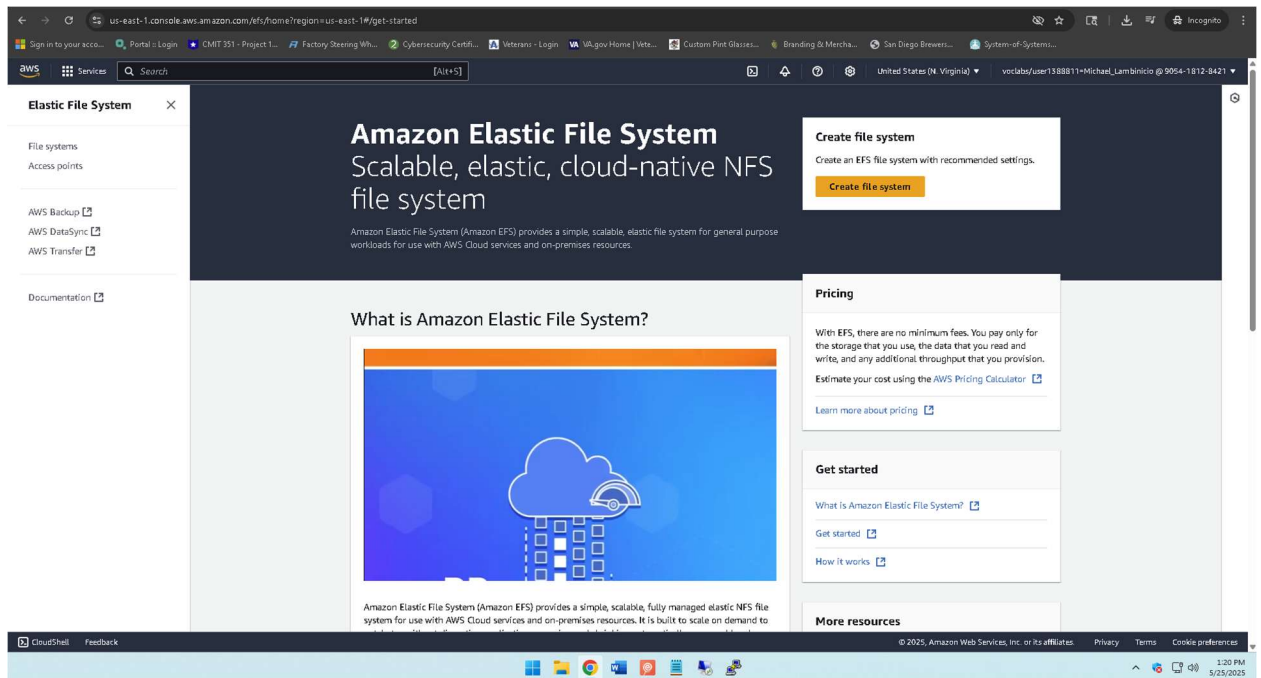 us-east-1.console.aws.amazon.com/efs/home?region=us-east-1#/get-started
Incognito
Sign in to your acco...
Portal :: Login
CMIT 351 - Project 1...
Factory Steering Wh...
Cybersecurity Certifi...
Veterans - Login
VA.gov Home | Vete...
Custom Pint Glasses...
Branding & Mercha...
San Diego Brewers...
System-of-Systems...
aws
Services
Search
[Alt+S]
United States (N. Virginia)
voclabs/user1388811=Michael_Lambinicio @ 9054-1812-8421
Elastic File System
File systems
Access points
AWS Backup
AWS DataSync
AWS Transfer
Documentation
Amazon Elastic File System
Scalable, elastic, cloud-native NFS
file system
Amazon Elastic File System (Amazon EFS) provides a simple, scalable, elastic file system for general purpose
workloads for use with AWS Cloud services and on-premises resources.
Create file system
Create an EFS file system with recommended settings.
Create file system
What is Amazon Elastic File System?
Amazon Elastic File System (Amazon EFS) provides a simple, scalable, fully managed elastic NFS file
system for use with AWS Cloud services and on-premises resources. It is built to scale on demand to
Pricing
With EFS, there are no minimum fees. You pay only for
the storage that you use, the data that you read and
write, and any additional throughput that you provision.
Estimate your cost using the AWS Pricing Calculator
Learn more about pricing
Get started
What is Amazon Elastic File System?
Get started
How it works
More resources
CloudShell
Feedback
© 2025, Amazon Web Services, Inc. or its affiliates.
Privacy
Terms
Cookie preferences
1:20 PM
5/25/2025